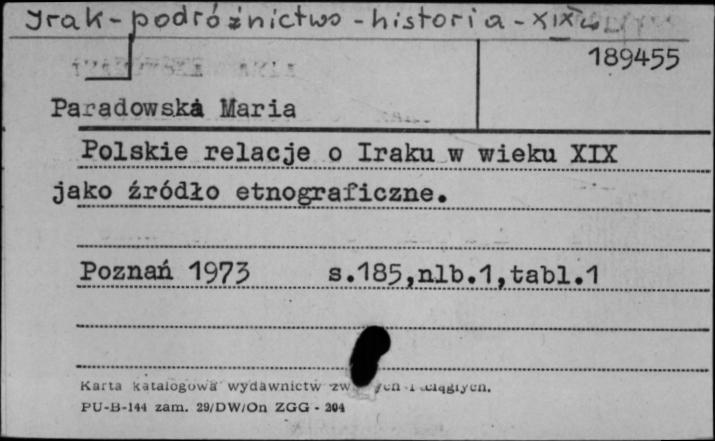 Irak - podróżnictwo - historia - XIX w.
189455
Paradowska Maria
Polskie relacje o Iraku w wieku XIX
jako źródło etnograficzne.
Poznań 1973 s.185,nlb.1,tabl.1
Karta katalogowa wydawnictw i ciągłych.
PU-B-144 zam. 29/DW/On ZGG - 204